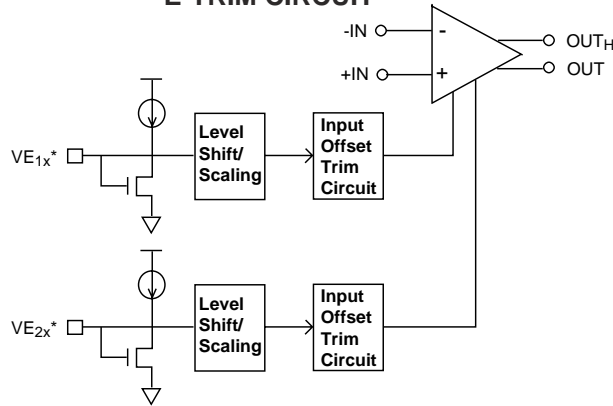 -IN
OUTH
+IN
OUT
Level
Shift/
Scaling
Input
Offset
Trim
Circuit
VE1x*
Level
Shift/
Scaling
Input
Offset
Trim
Circuit
VE2x*
-
+
TRIM CIRCUIT